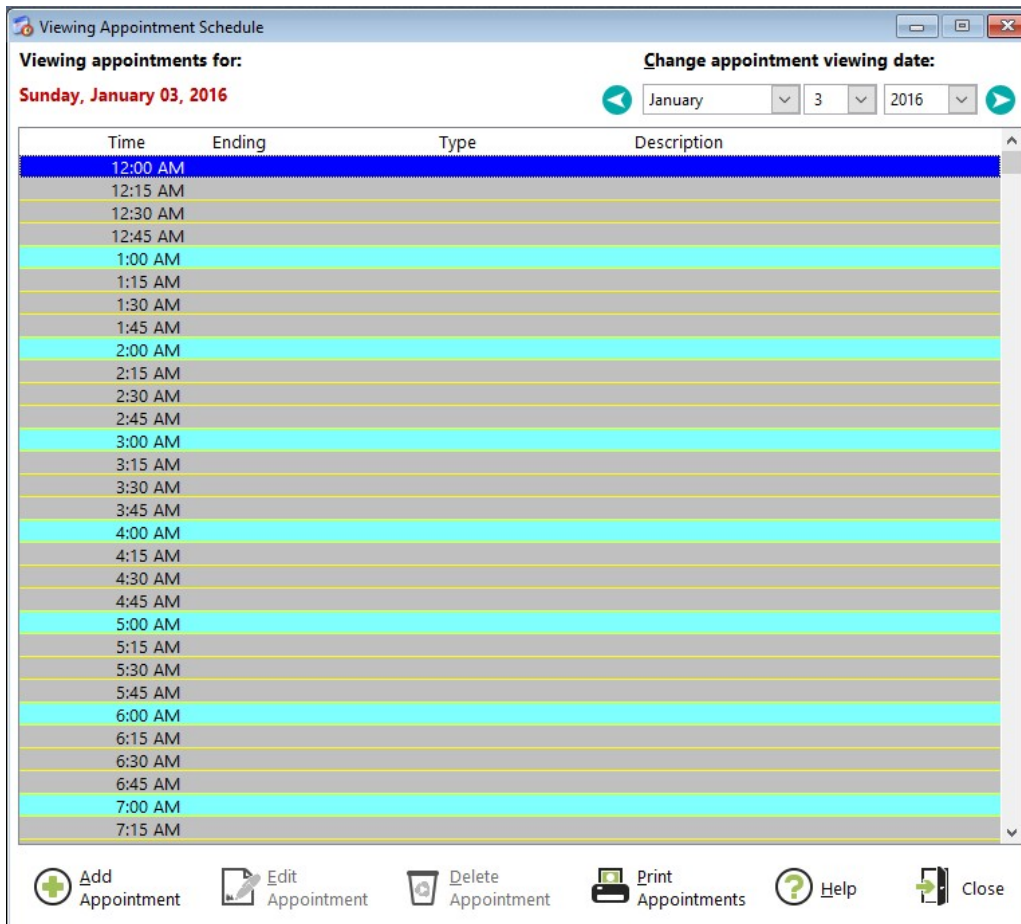 Viewing Appointment Schedule
Viewing appointments for:
Change appointment viewing date:
Sunday, January 03, 2016
January 3 2016
Time Ending Type Description
12:00 AM
12:15 AM
12:30 AM
12:45 AM
1:00 AM
1:15 AM
1:30 AM
1:45 AM
2:00 AM
2:15 AM
2:30 AM
2:45 AM
3:00 AM
3:15 AM
3:30 AM
3:45 AM
4:00 AM
4:15 AM
4:30 AM
4:45 AM
5:00 AM
5:15 AM
5:30 AM
5:45 AM
6:00 AM
6:15 AM
6:30 AM
6:45 AM
7:00 AM
7:15 AM
Add
Appointment
Edit
Appointment
Delete
Appointment
Print
Appointments
Help
Close